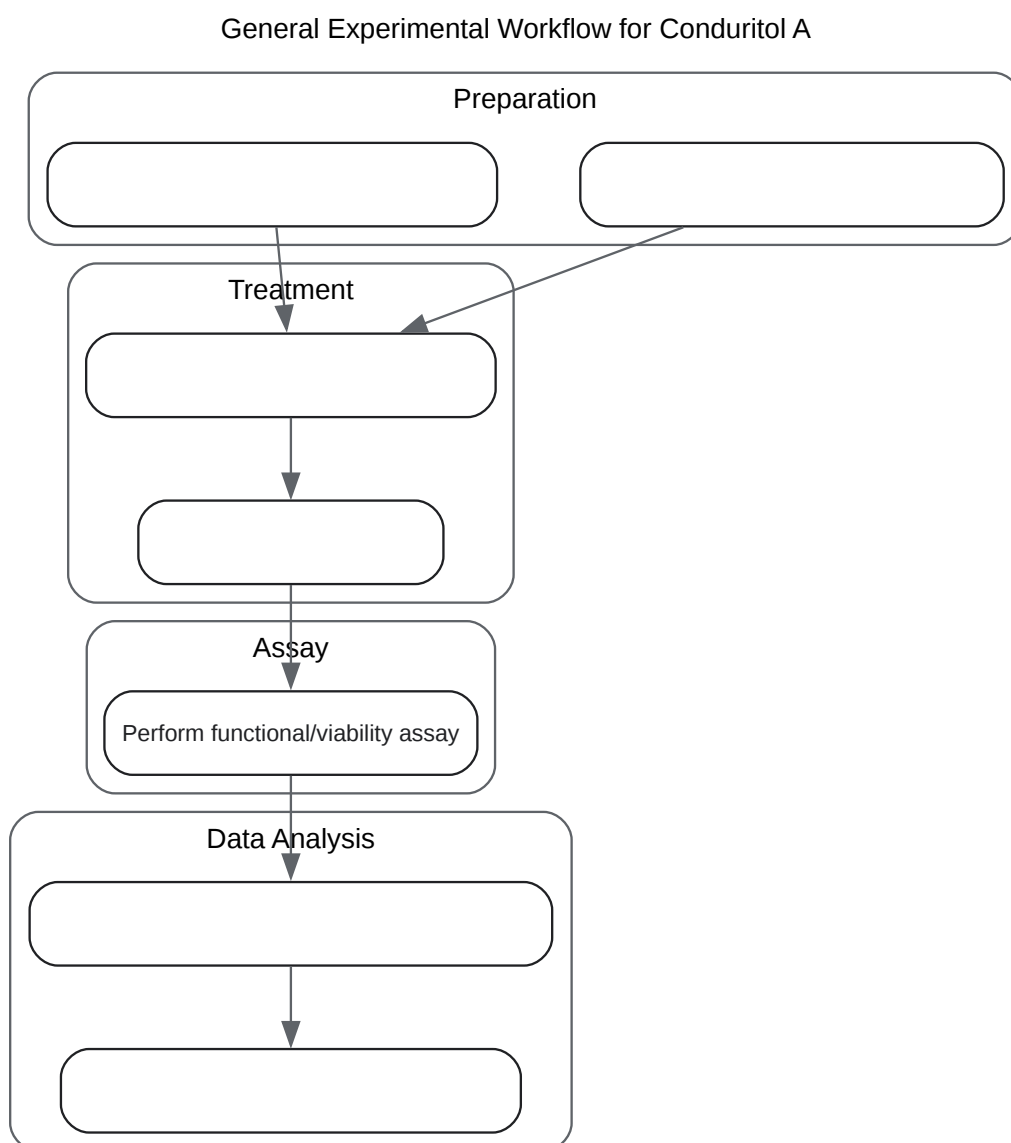 General Experimental Workflow for Conduritol A
Preparation
Treatment
Assay
Perform functional/viability assay
Data Analysis